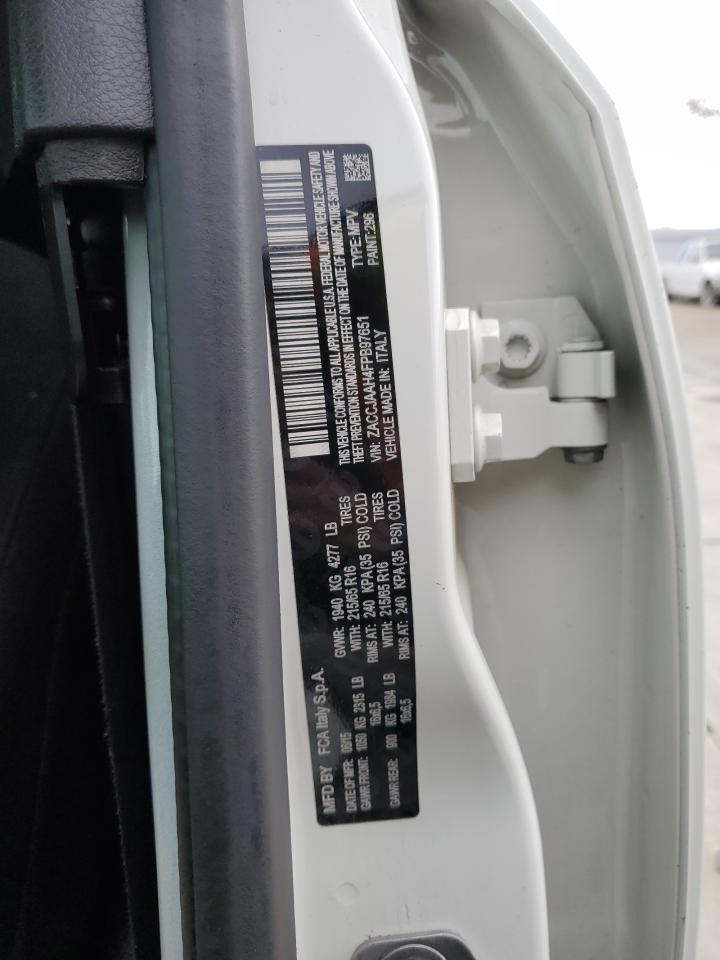 MFD BY FCA Italy S.p.A.
DATE OF MFR: 06/15 GVWR: 1940 KG 4277 LB
GAWR FRONT: 1050 KG 2315 LB WITH: 215/65 R16 TIRES
16x6,5 RIMS AT: 240 KPA(35 PSI) COLD
GAWR REAR: 900 KG 1984 LB WITH: 215/65 R16 TIRES
16x6,5 RIMS AT: 240 KPA(35 PSI) COLD
THIS VEHICLE CONFORMS TO ALL APPLICABLE U.S.A. FEDERAL MOTOR VEHICLE SAFETY AND
THEFT PREVENTION STANDARDS IN EFFECT ON THE DATE OF MANUFACTURE SHOWN ABOVE
VIN: ZACCJAAH4FPB97651 TYPE:MPV
VEHICLE MADE IN: ITALY PAINT:296